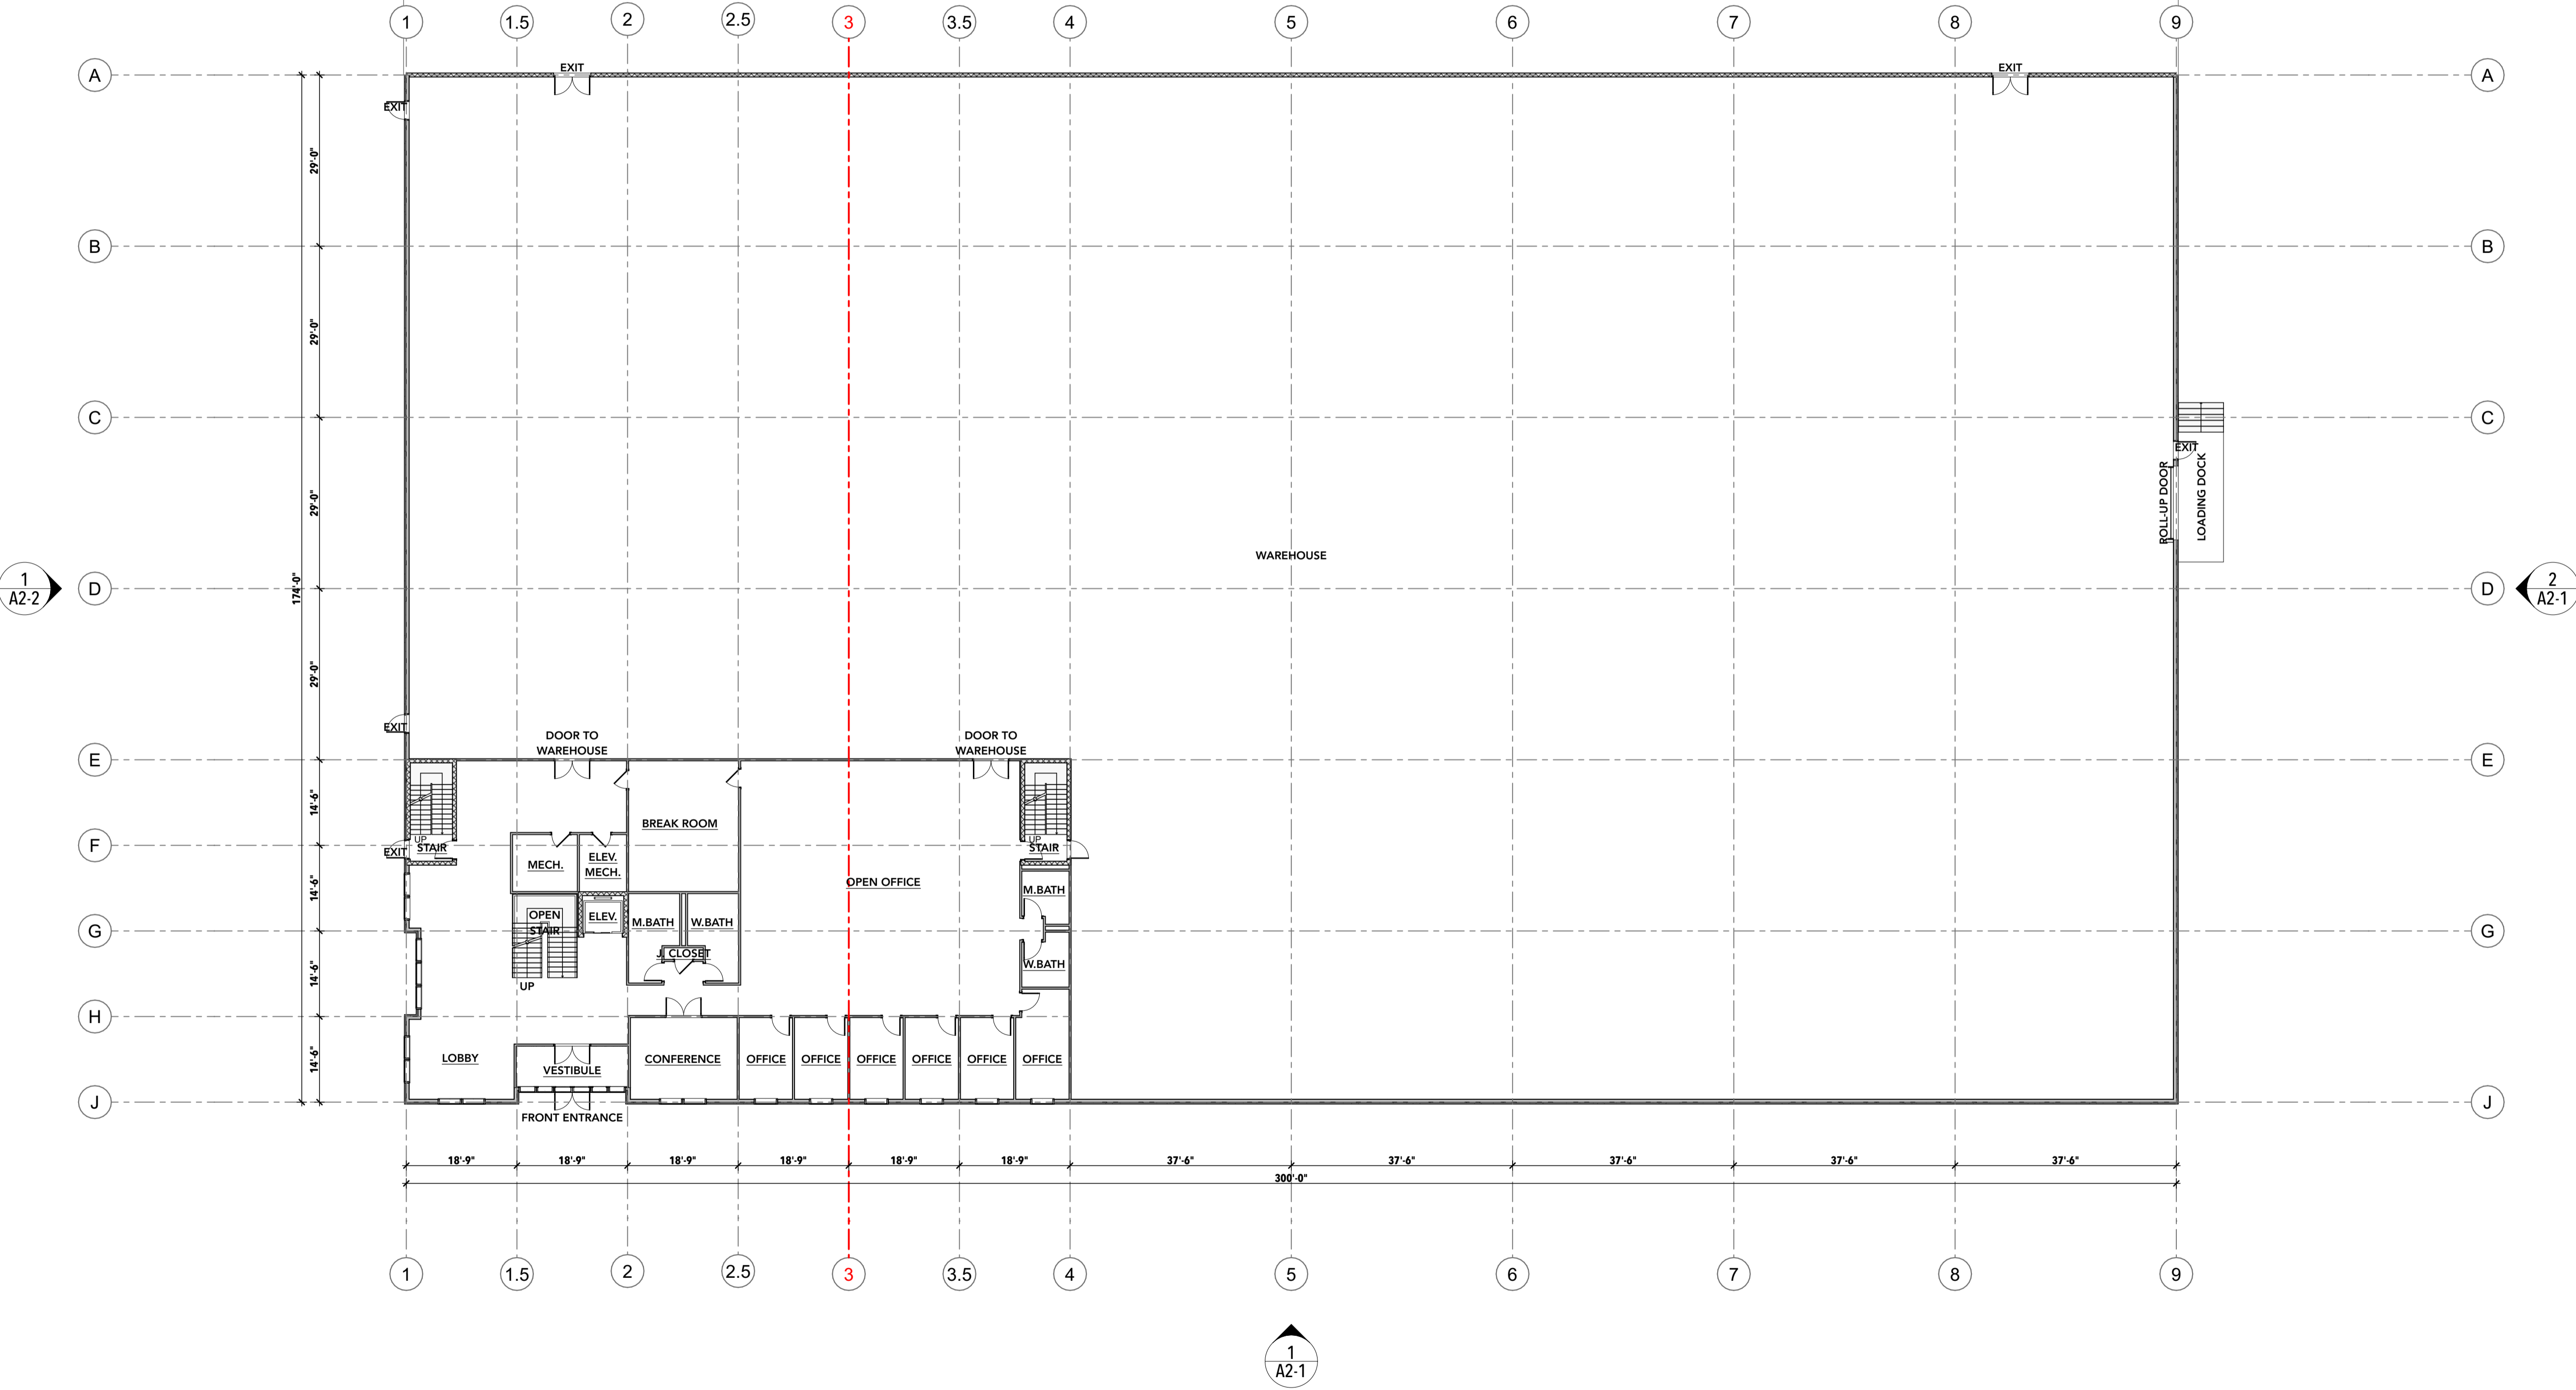 1 1.5 2 2.5 3 3.5 4 5 6 7 8 9
A EXIT EXIT A
EXIT
29'-0"
B B
29'-0"
C C
EXIT
29'-0"
ROLL-UP DOOR
LOADING DOCK
WAREHOUSE
1
A2-2
174'-0"
D D
2
A2-1
29'-0"
EXIT
DOOR TO
WAREHOUSE
DOOR TO
WAREHOUSE
E E
14'-6"
BREAK ROOM
UP
STAIR
UP
STAIR
F F
EXIT
MECH.
ELEV.
MECH.
OPEN OFFICE
14'-6"
M.BATH
OPEN
STAIR
ELEV.
M.BATH W.BATH
G G
J. CLOSET
W.BATH
14'-6"
UP
H H
14'-6"
LOBBY
VESTIBULE
CONFERENCE OFFICE OFFICE OFFICE OFFICE OFFICE OFFICE
J J
FRONT ENTRANCE
18'-9" 18'-9" 18'-9" 18'-9" 18'-9" 18'-9" 37'-6" 37'-6" 37'-6" 37'-6" 37'-6"
300'-0"
1 1.5 2 2.5 3 3.5 4 5 6 7 8 9
1
A2-1